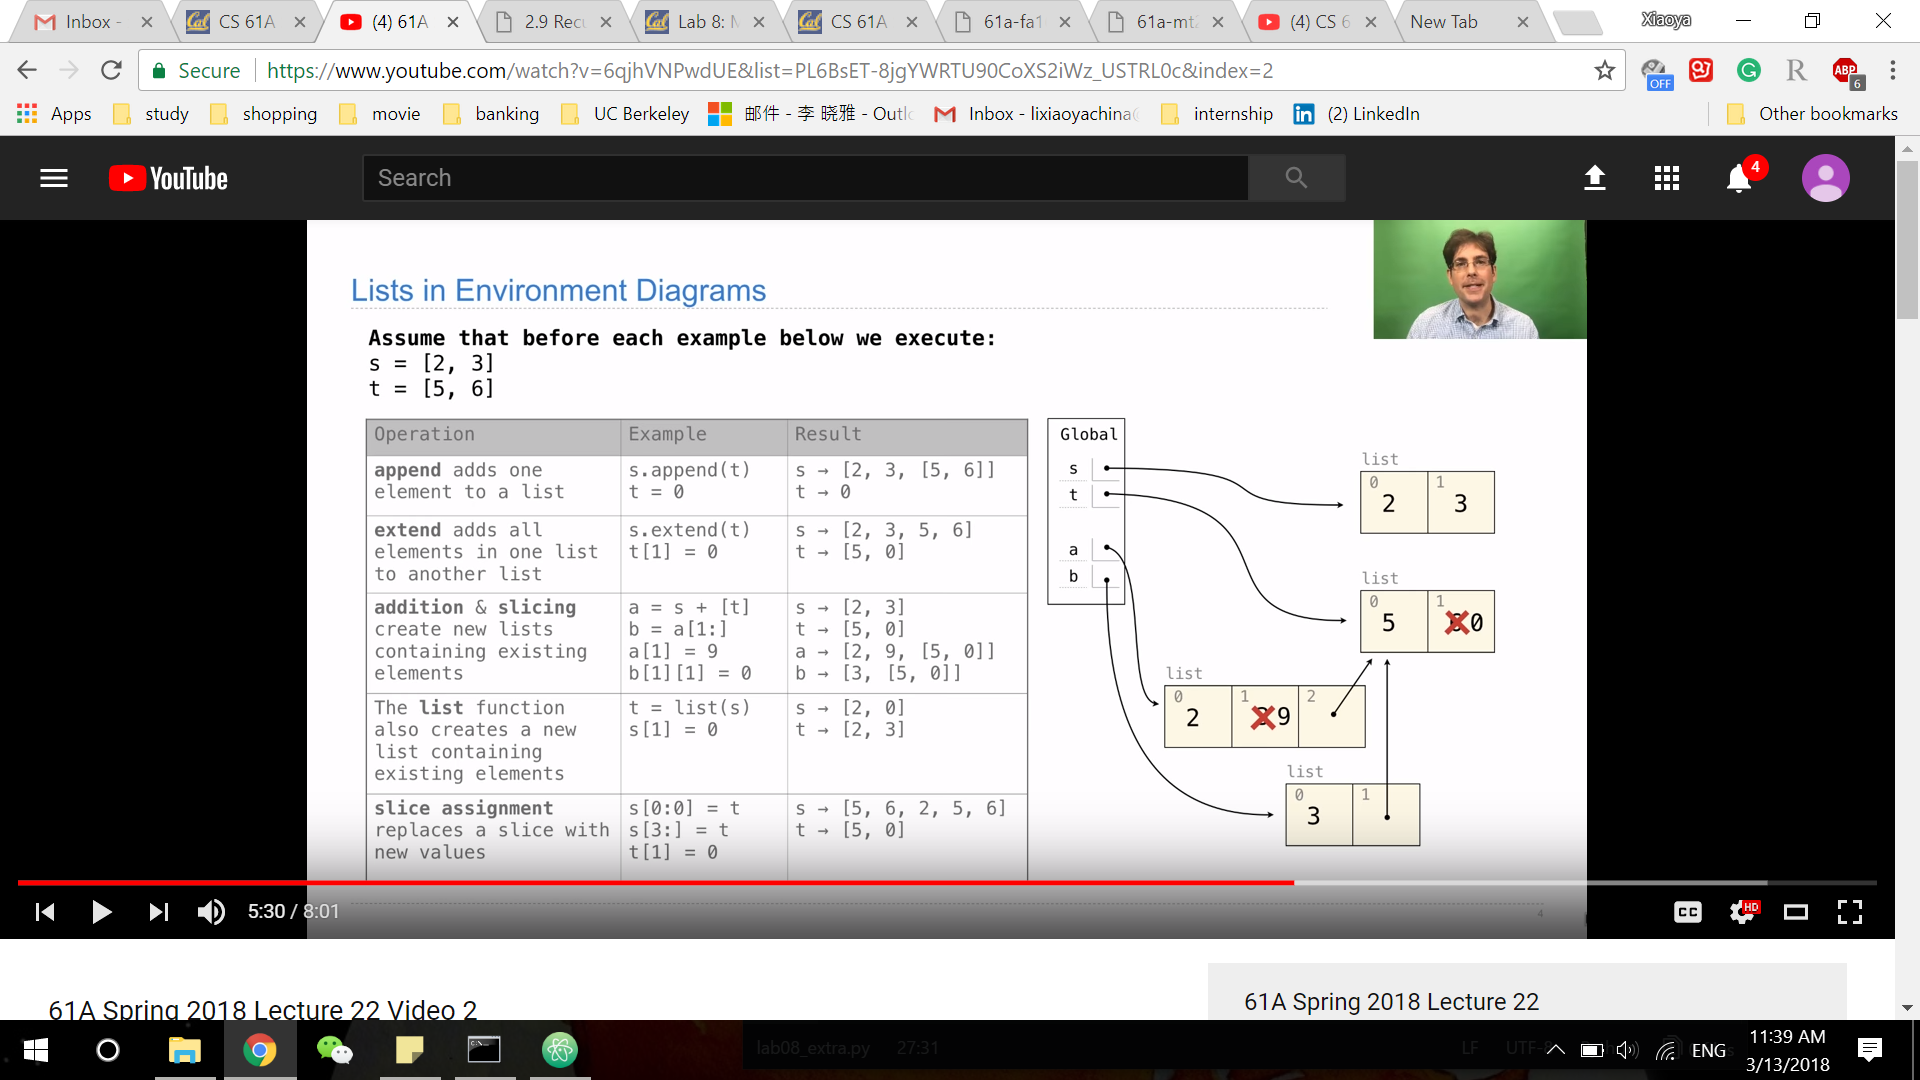 Inbox -
CS 61A
(4) 61A
2.9 Rec
Lab 8:
CS 61A
61a-fa1
61a-mt
(4) CS 6
New Tab
Xiaoya
Secure
https://www.youtube.com/watch?v=6qjhVNPwdUE&list=PL6BsET-8jgYWRTU90CoXS2iWz_USTRL0c&index=2
OFF
R
ABP
6
Apps
study
shopping
movie
banking
UC Berkeley
邮件 - 李 晓雅 - Outl
Inbox - lixiaoyachina
internship
(2) LinkedIn
Other bookmarks
YouTube
Search
4
Lists in Environment Diagrams
Assume that before each example below we execute:
s = [2, 3]
t = [5, 6]
Operation Example Result
append adds one element to a list
s.append(t)
t = 0
s → [2, 3, [5, 6]]
t → 0
extend adds all
elements in one list
to another list
s.extend(t)
t[1] = 0
s → [2, 3, 5, 6]
t → [5, 0]
addition & slicing
create new lists
containing existing
elements
a = s + [t]
b = a[1:]
a[1] = 9
b[1][1] = 0
s → [2, 3]
t → [5, 0]
a → [2, 9, [5, 0]]
b → [3, [5, 0]]
The list function
also creates a new
list containing
existing elements
t = list(s)
s[1] = 0
s → [2, 0]
t → [2, 3]
slice assignment
replaces a slice with
new values
s[0:0] = t
s[3:] = t
t[1] = 0
s → [5, 6, 2, 5, 6]
t → [5, 0]
Global
s
t
a
b
list
0 1
2 3
list
0 1
5 0
list
0 1 2
2 9
list
0 1
3
4
5:30 / 8:01
CC
HD
61A Spring 2018 Lecture 22 Video 2
61A Spring 2018 Lecture 22
lab08_extra.py 27:31
LF
ENG
11:39 AM
3/13/2018